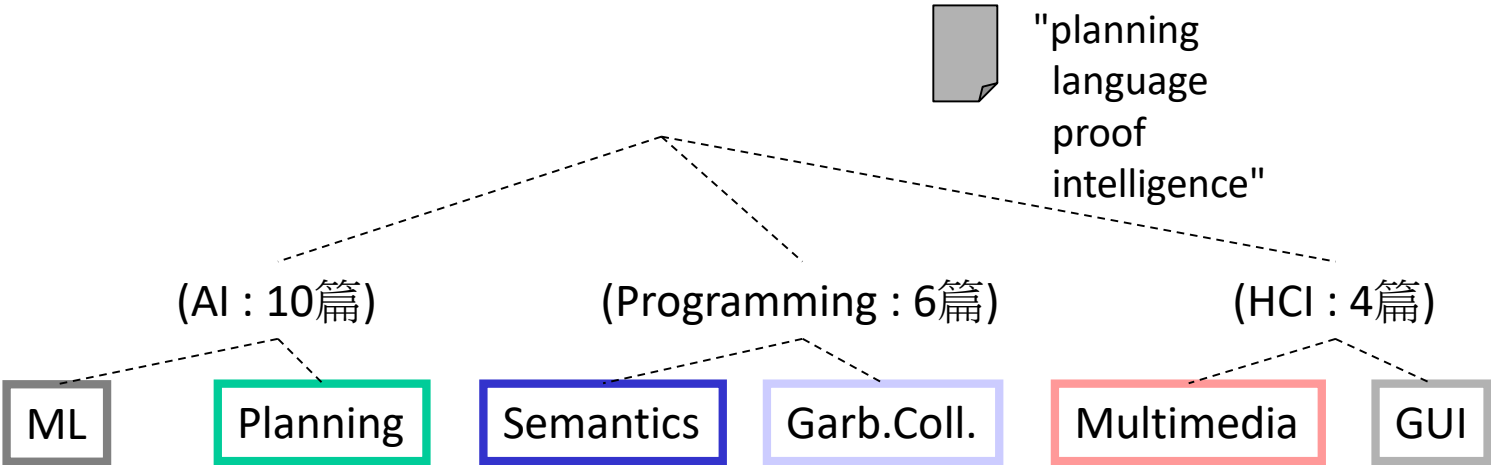 "planning
language
proof
intelligence"
(AI : 10篇)
(Programming : 6篇)
(HCI : 4篇)
ML
Planning
Semantics
Garb.Coll.
Multimedia
GUI